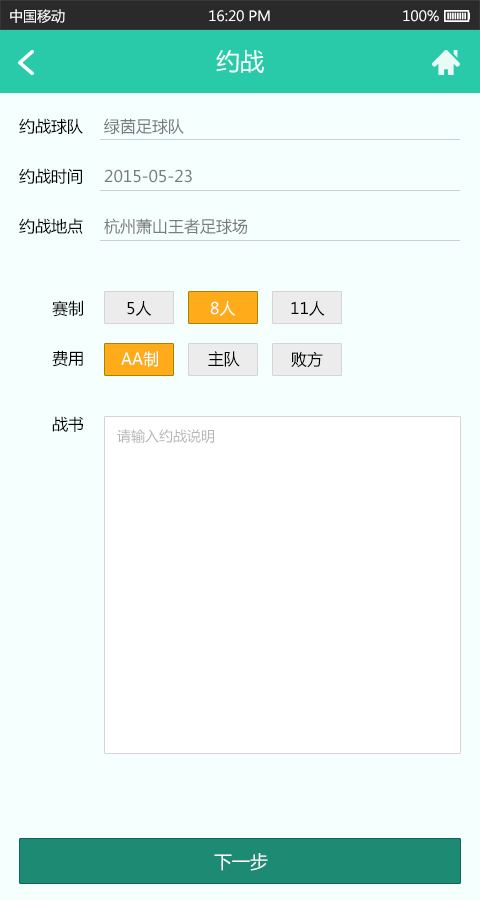 中国移动 16:20 PM 100%
约战
约战球队 绿茵足球队
约战时间 2015-05-23
约战地点 杭州萧山王者足球场
赛制 5人 8人 11人
费用 AA制 主队 败方
战书 请输入约战说明
下一步